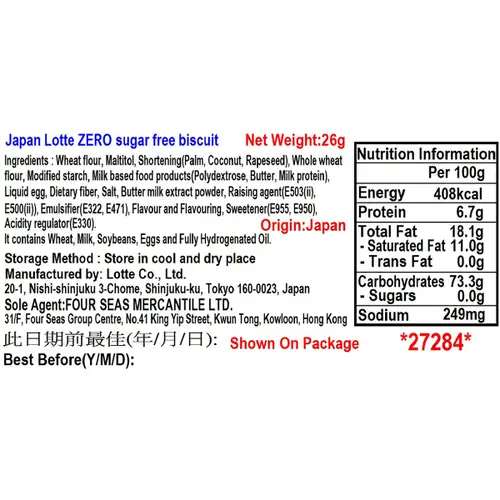 Japan Lotte ZERO sugar free biscuit Net Weight:26g
Ingredients : Wheat flour, Maltitol, Shortening(Palm, Coconut, Rapeseed), Whole wheat
flour, Modified starch, Milk based food products(Polydextrose, Butter, Milk protein),
Liquid egg, Dietary fiber, Salt, Butter milk extract powder, Raising agent(E503(ii),
E500(ii)), Emulsifier(E322, E471), Flavour and Flavouring, Sweetener(E955, E950),
Acidity regulator(E330).
Origin:Japan
It contains Wheat, Milk, Soybeans, Eggs and Fully Hydrogenated Oil.
Storage Method : Store in cool and dry place
Manufactured by: Lotte Co., Ltd.
20-1, Nishi-shinjuku 3-Chome, Shinjuku-ku, Tokyo 160-0023, Japan
Sole Agent:FOUR SEAS MERCANTILE LTD.
31/F, Four Seas Group Centre, No.41 King Yip Street, Kwun Tong, Kowloon, Hong Kong
此日期前最佳(年/月/日): Shown On Package
Best Before(Y/M/D):
Nutrition Information
Per 100g
Energy 408kcal
Protein 6.7g
Total Fat 18.1g
- Saturated Fat 11.0g
- Trans Fat 0.0g
Carbohydrates 73.3g
- Sugars 0.0g
Sodium 249mg
*27284*